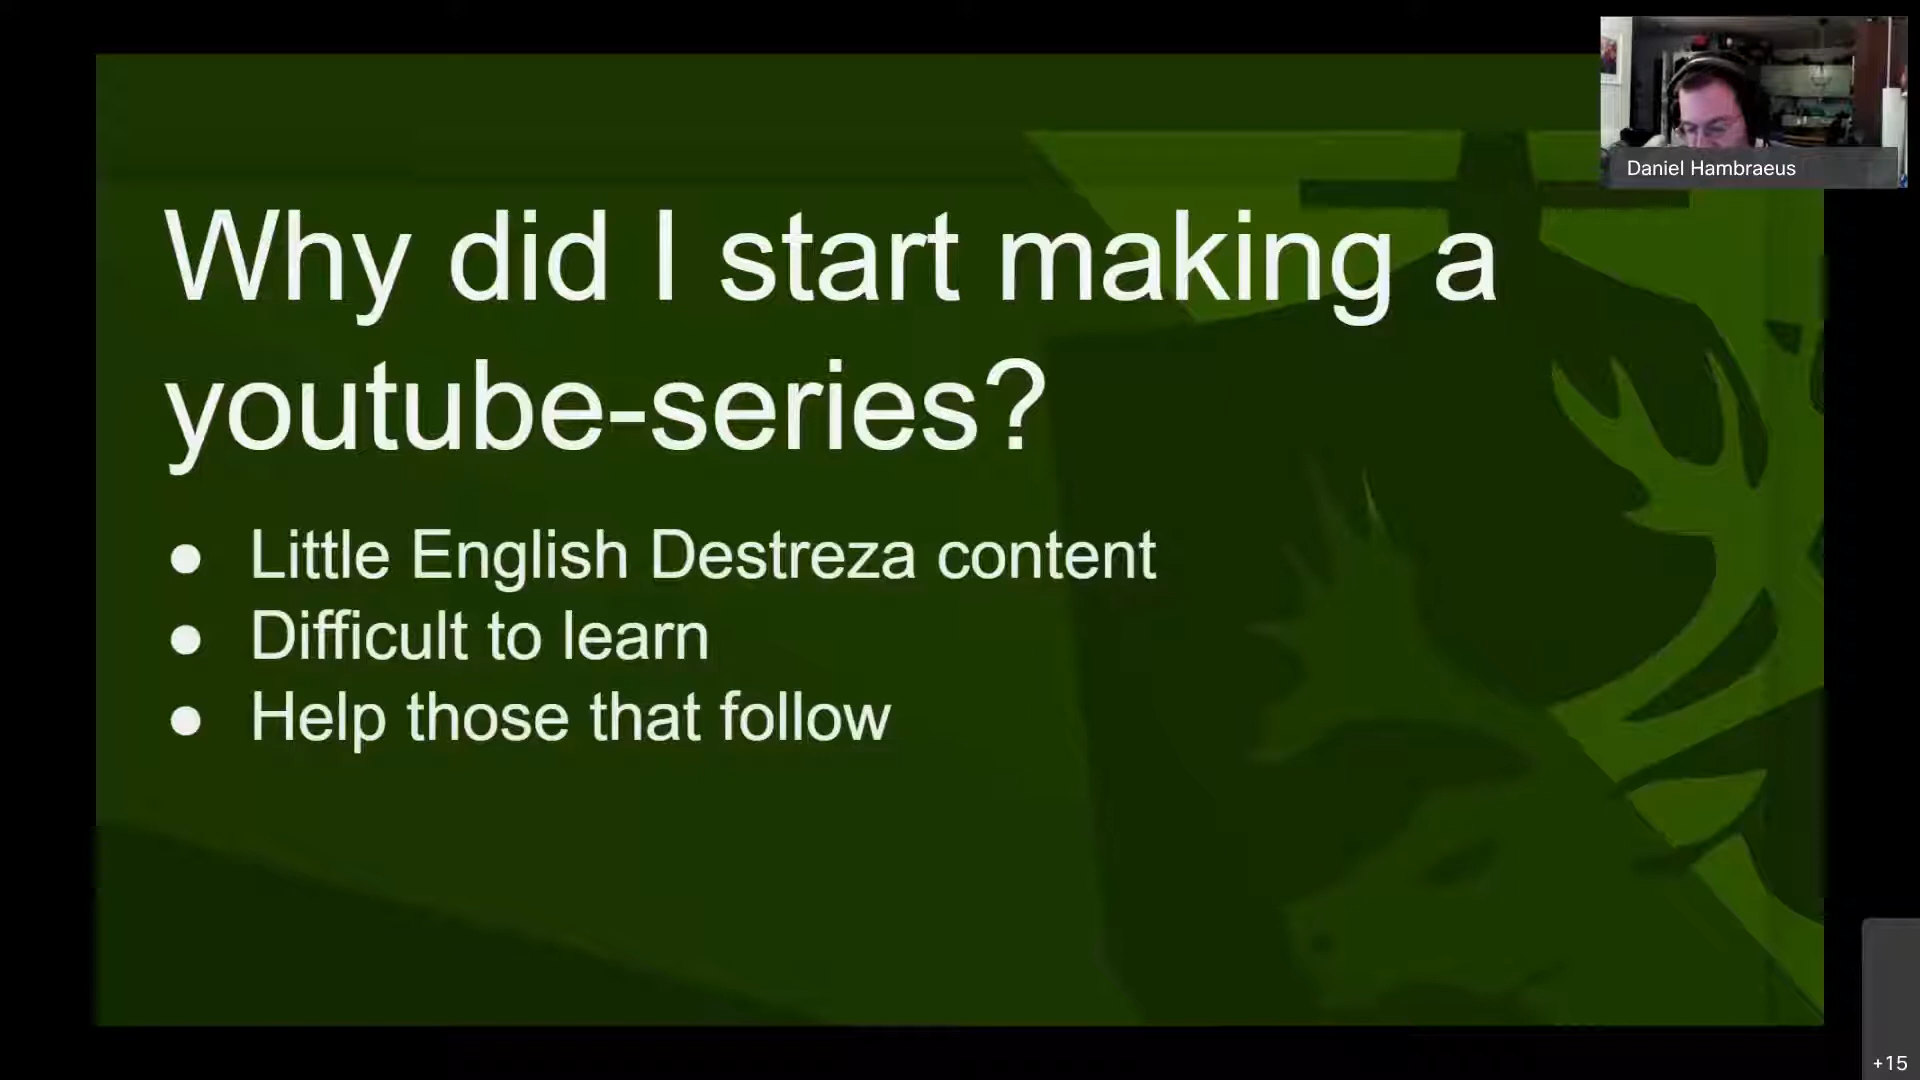 Daniel Hambraeus
Why did I start making a
youtube-series?
● Little English Destreza content
● Difficult to learn
● Help those that follow
+15